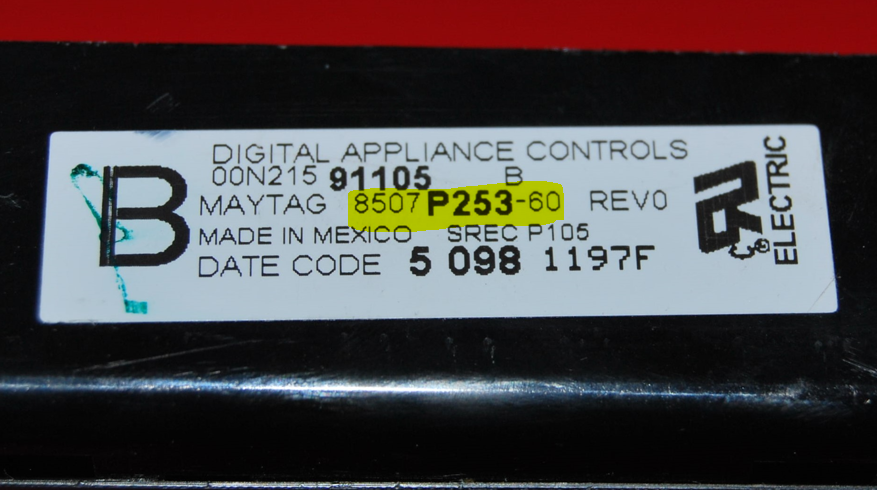 B
DIGITAL APPLIANCE CONTROLS
00N215 91105 B
MAYTAG 8507P253-60 REV0
MADE IN MEXICO SREC P105
DATE CODE 5 098 1197F
ELECTRIC